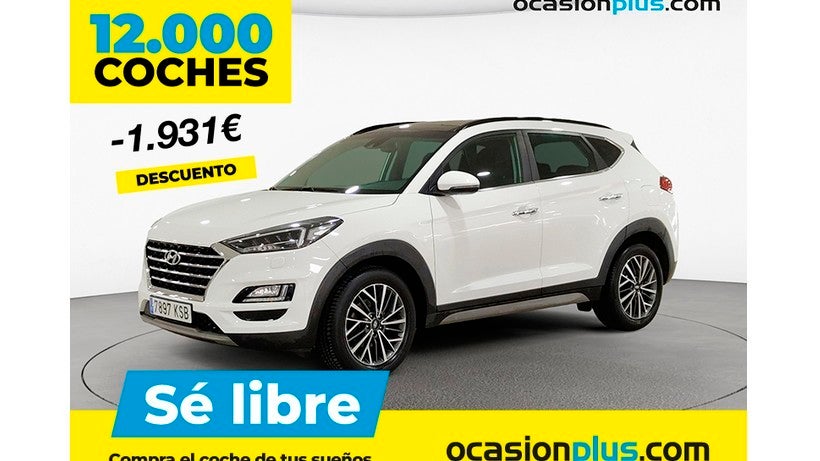 ocasionplus.com
12.000
COCHES
-1.931€
DESCUENTO
7897 KSB
Sé libre
Compra el coche de tus sueños
ocasionplus.com